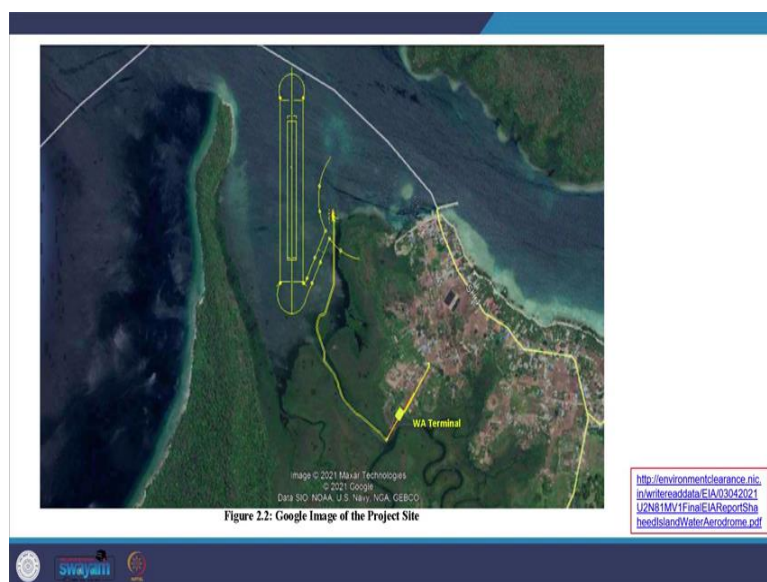 WA Terminal
Image © 2021 Maxar Technologies
© 2021 Google
Data SIO, NOAA, U.S. Navy, NGA, GEBCO
Figure 2.2: Google Image of the Project Site
http://environmentclearance.nic.
in/writereaddata/EIA/03042021
U2N81MV1FinalEIAReportSha
heedIslandWaterAerodrome.pdf
swayam